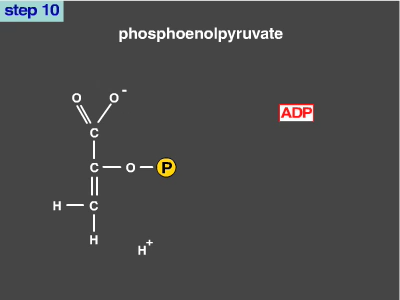 step 10
phosphoenolpyruvate
O O -
ADP
C
C O P
H C
H
H +